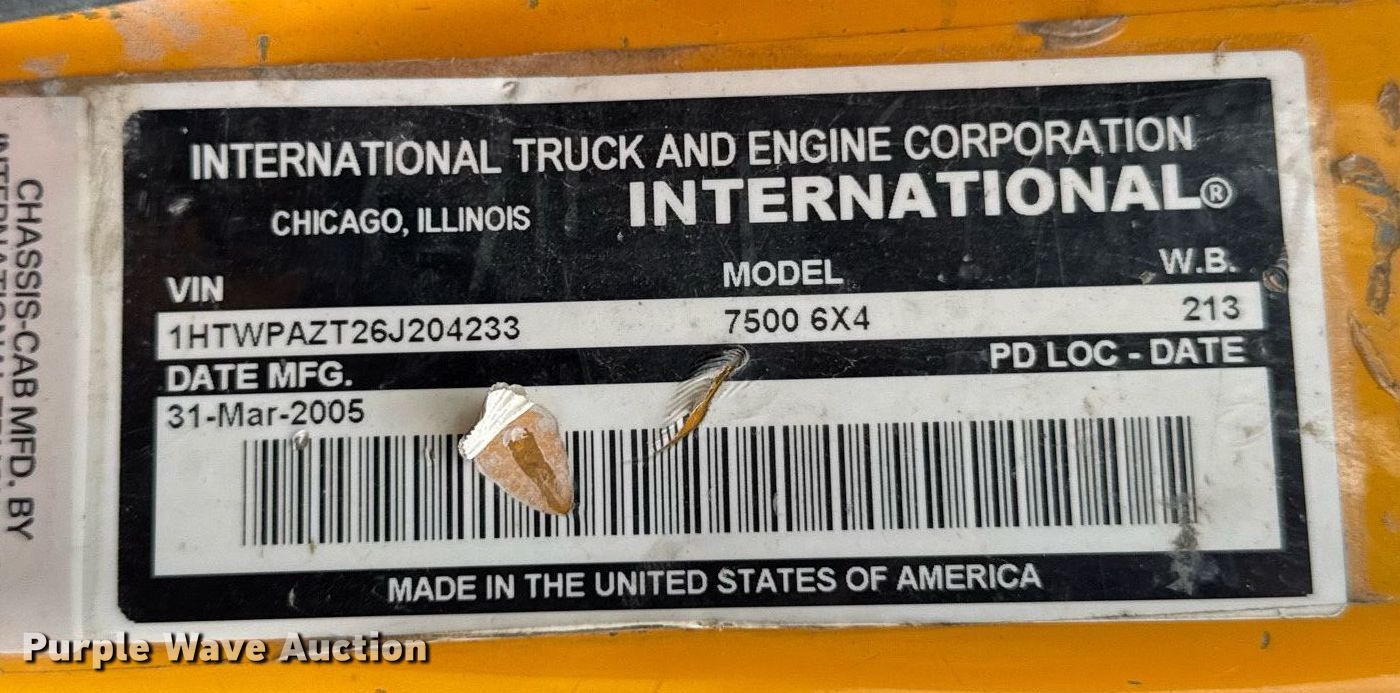 INTERNATIONAL TRUCK AND ENGINE CORPORATION
CHICAGO, ILLINOIS INTERNATIONAL®
VIN MODEL W.B.
1HTWPAZT26J204233 7500 6X4 213
DATE MFG. PD LOC - DATE
31-Mar-2005
MADE IN THE UNITED STATES OF AMERICA
CHASSIS-CAB MFD. BY
INTERNATIONAL
Purple Wave Auction